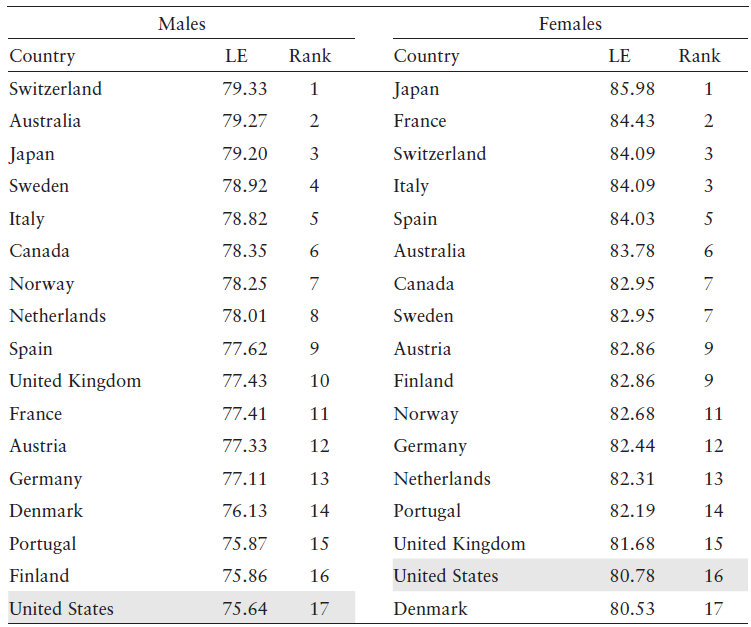 Males Females
Country LE Rank Country LE Rank
Switzerland 79.33 1 Japan 85.98 1
Australia 79.27 2 France 84.43 2
Japan 79.20 3 Switzerland 84.09 3
Sweden 78.92 4 Italy 84.09 3
Italy 78.82 5 Spain 84.03 5
Canada 78.35 6 Australia 83.78 6
Norway 78.25 7 Canada 82.95 7
Netherlands 78.01 8 Sweden 82.95 7
Spain 77.62 9 Austria 82.86 9
United Kingdom 77.43 10 Finland 82.86 9
France 77.41 11 Norway 82.68 11
Austria 77.33 12 Germany 82.44 12
Germany 77.11 13 Netherlands 82.31 13
Denmark 76.13 14 Portugal 82.19 14
Portugal 75.87 15 United Kingdom 81.68 15
Finland 75.86 16 United States 80.78 16
United States 75.64 17 Denmark 80.53 17